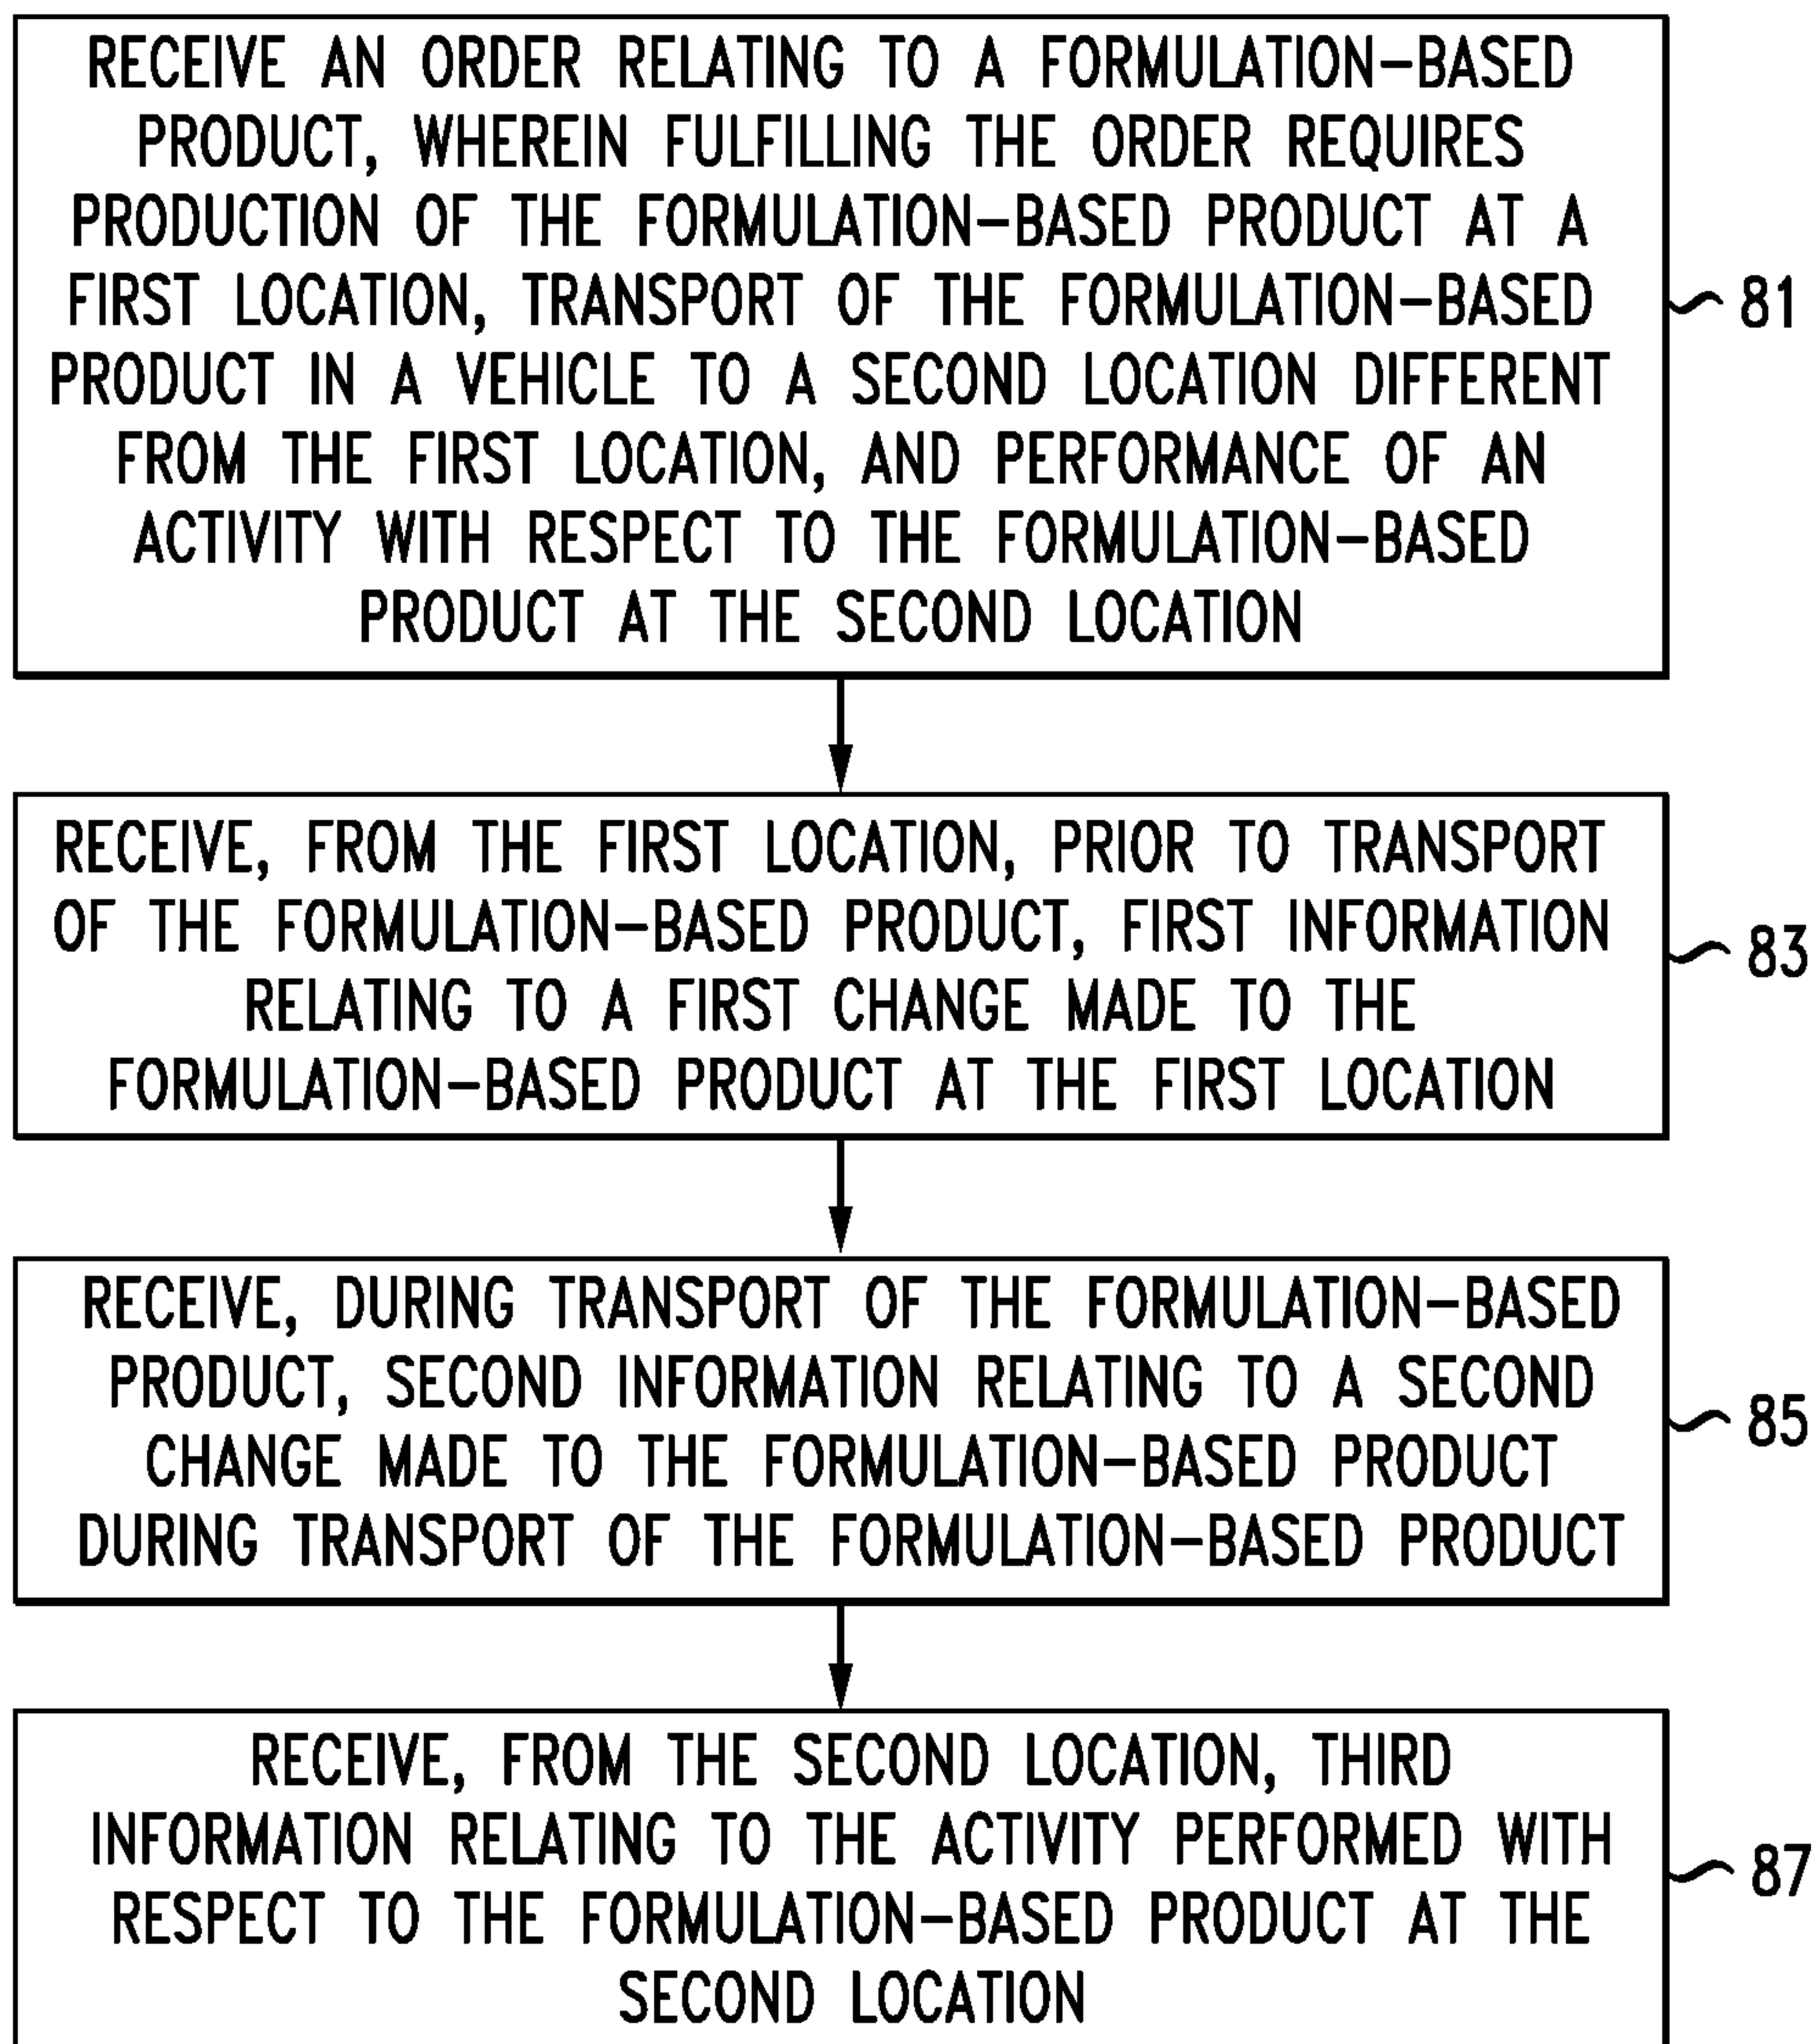 RECEIVE AN ORDER RELATING TO A FORMULATION-BASED
PRODUCT, WHEREIN FULFILLING THE ORDER REQUIRES
PRODUCTION OF THE FORMULATION-BASED PRODUCT AT A
FIRST LOCATION, TRANSPORT OF THE FORMULATION-BASED
PRODUCT IN A VEHICLE TO A SECOND LOCATION DIFFERENT
FROM THE FIRST LOCATION, AND PERFORMANCE OF AN
ACTIVITY WITH RESPECT TO THE FORMULATION-BASED
PRODUCT AT THE SECOND LOCATION
81
RECEIVE, FROM THE FIRST LOCATION, PRIOR TO TRANSPORT
OF THE FORMULATION-BASED PRODUCT, FIRST INFORMATION
RELATING TO A FIRST CHANGE MADE TO THE
FORMULATION-BASED PRODUCT AT THE FIRST LOCATION
83
RECEIVE, DURING TRANSPORT OF THE FORMULATION-BASED
PRODUCT, SECOND INFORMATION RELATING TO A SECOND
CHANGE MADE TO THE FORMULATION-BASED PRODUCT
DURING TRANSPORT OF THE FORMULATION-BASED PRODUCT
85
RECEIVE, FROM THE SECOND LOCATION, THIRD
INFORMATION RELATING TO THE ACTIVITY PERFORMED WITH
RESPECT TO THE FORMULATION-BASED PRODUCT AT THE
SECOND LOCATION
87